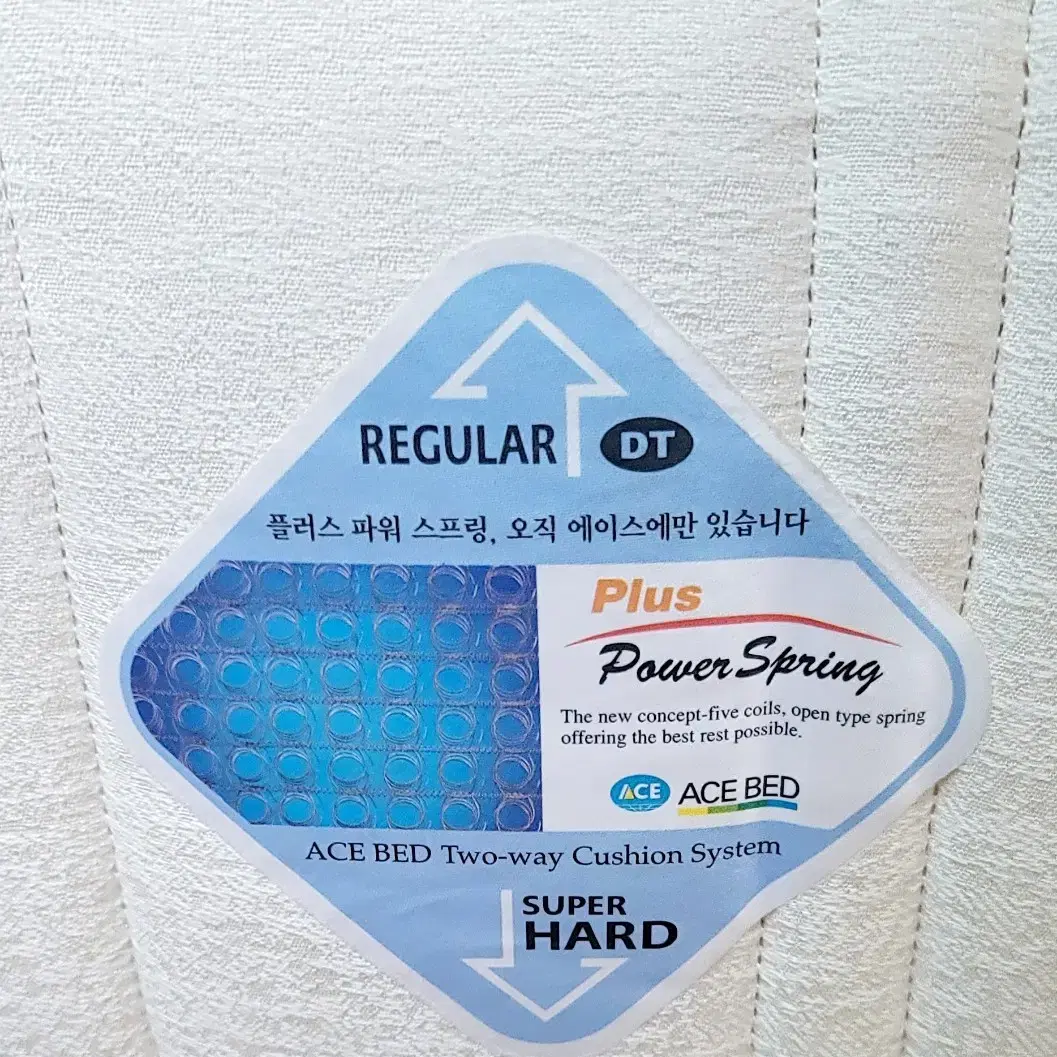 REGULAR DT
플러스 파워 스프링, 오직 에이스에만 있습니다
Plus
Power Spring
The new concept-five coils, open type spring
offering the best rest possible.
ACE ACE BED
ACE BED Two-way Cushion System
SUPER
HARD